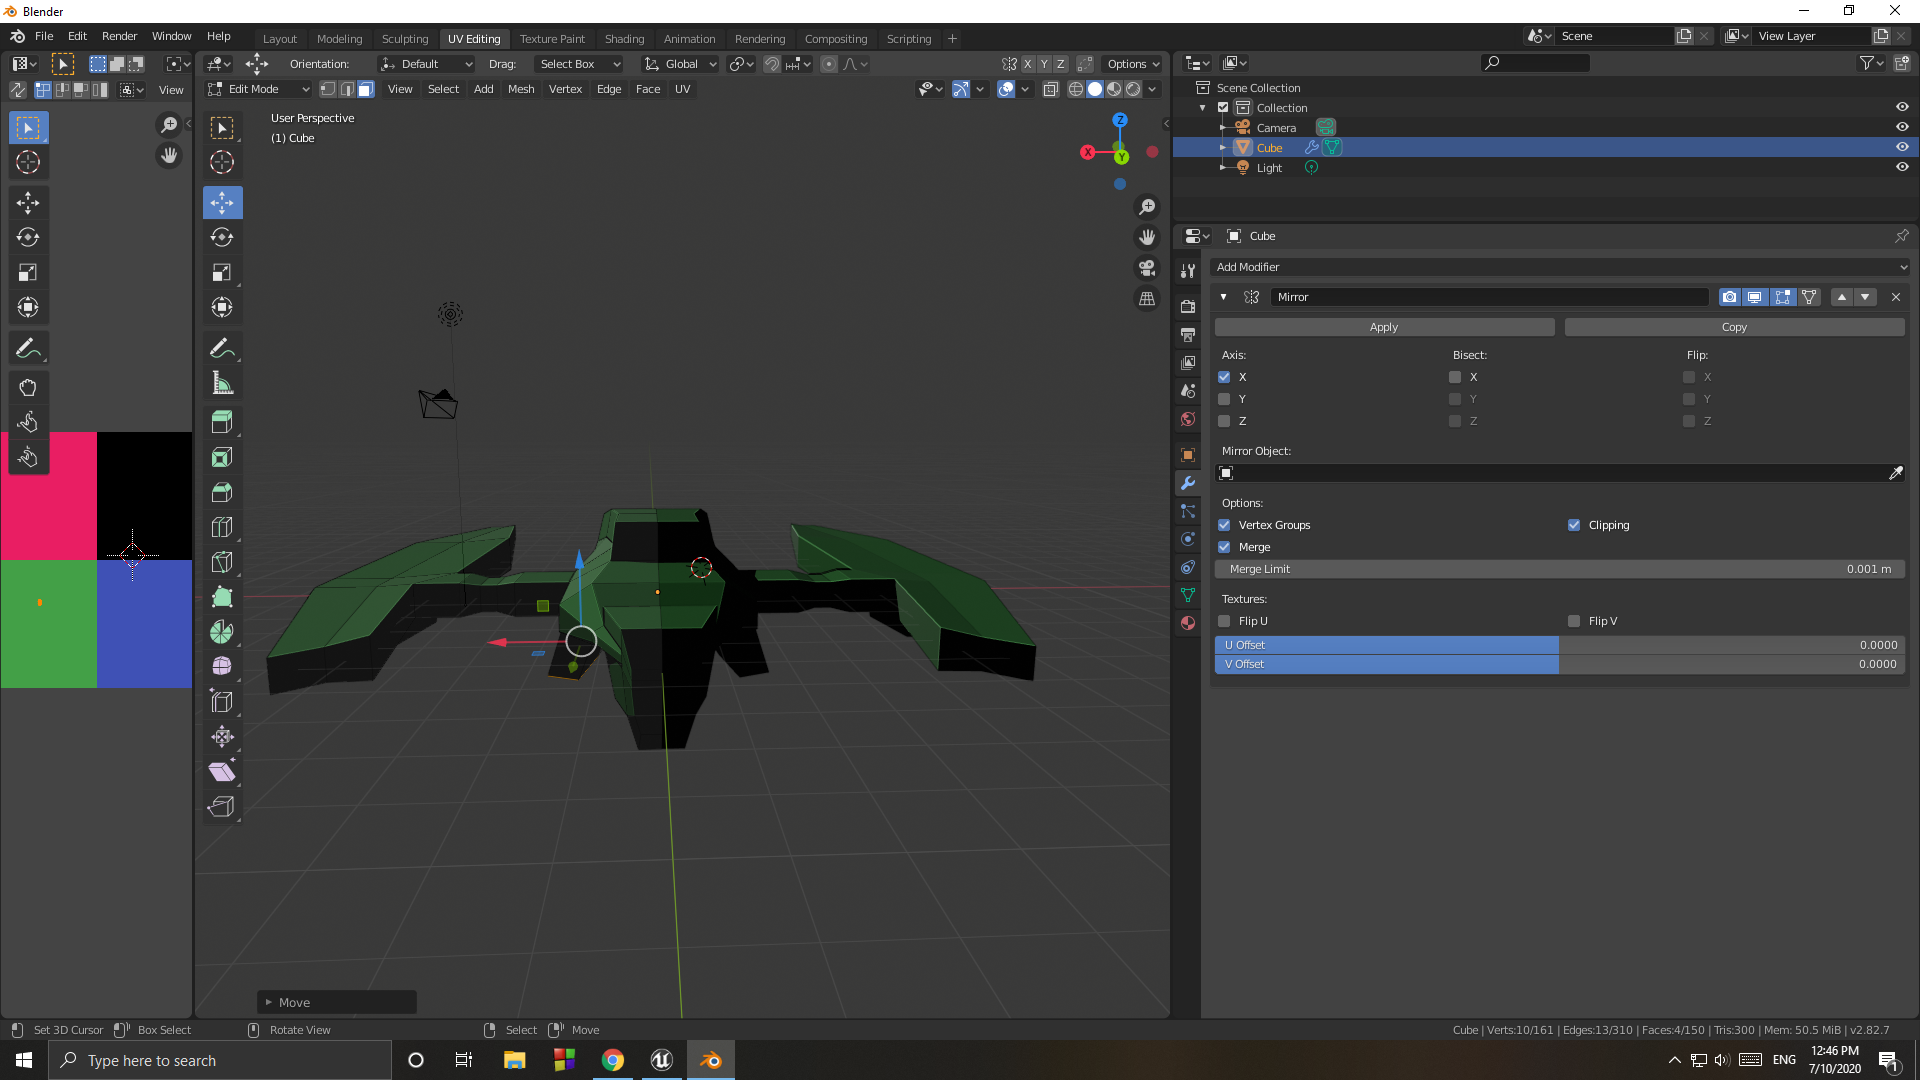 Blender
File Edit Render Window Help
Layout Modeling Sculpting UV Editing Texture Paint Shading Animation Rendering Compositing Scripting +
Scene
View Layer
Orientation: Default Drag: Select Box Global X Y Z Options
View
Edit Mode View Select Add Mesh Vertex Edge Face UV
User Perspective
(1) Cube
Z
X
Y
Scene Collection
Collection
Camera
Cube
Light
Cube
Add Modifier
Mirror
Apply Copy
Axis: Bisect: Flip:
X X X
Y Y Y
Z Z Z
Mirror Object:
Options:
Vertex Groups Clipping
Merge
Merge Limit 0.001 m
Textures:
Flip U Flip V
U Offset 0.0000
V Offset 0.0000
Move
Set 3D Cursor Box Select Rotate View Select Move
Cube | Verts:10/161 | Edges:13/310 | Faces:4/150 | Tris:300 | Mem: 50.5 MiB | v2.82.7
Type here to search
ENG
12:46 PM
7/10/2020
1